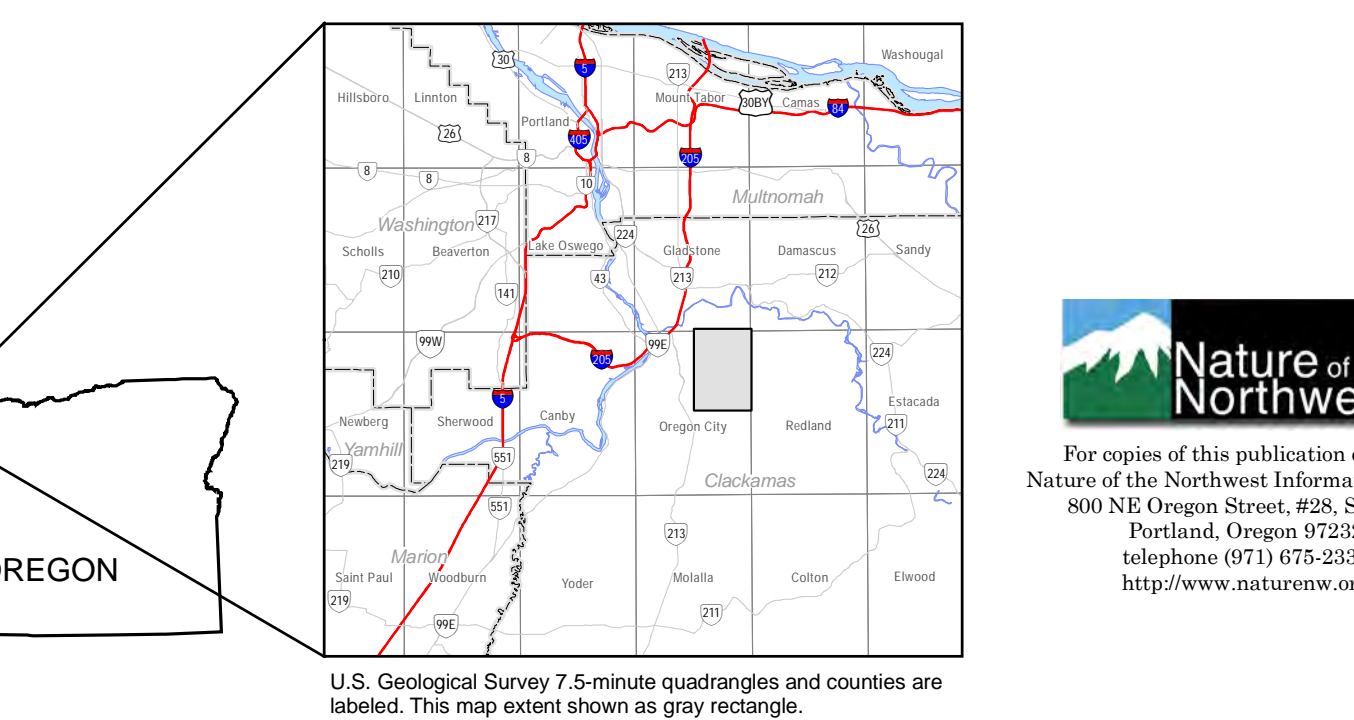 Washougal
30
5
213
Hillsboro
Linnton
Mount Tabor
30BY
Camas
84
Portland
26
405
8
205
8
8
10
Multnomah
Washington
217
224
26
Scholls
Beaverton
Lake Oswego
Gladstone
Damascus
Sandy
210
43
213
212
141
99W
99E
205
224
5
Estacada
Newberg
Sherwood
Canby
Oregon City
Redland
211
Yamhill
219
551
Clackamas
224
551
213
Marion
Saint Paul
Woodburn
Yoder
Molalla
Colton
Elwood
219
99E
211
OREGON
U.S. Geological Survey 7.5-minute quadrangles and counties are
labeled. This map extent shown as gray rectangle.
Nature of
Northwe
For copies of this publication
Nature of the Northwest Informa
800 NE Oregon Street, #28, S
Portland, Oregon 97232
telephone (971) 675-233
http://www.naturenw.or